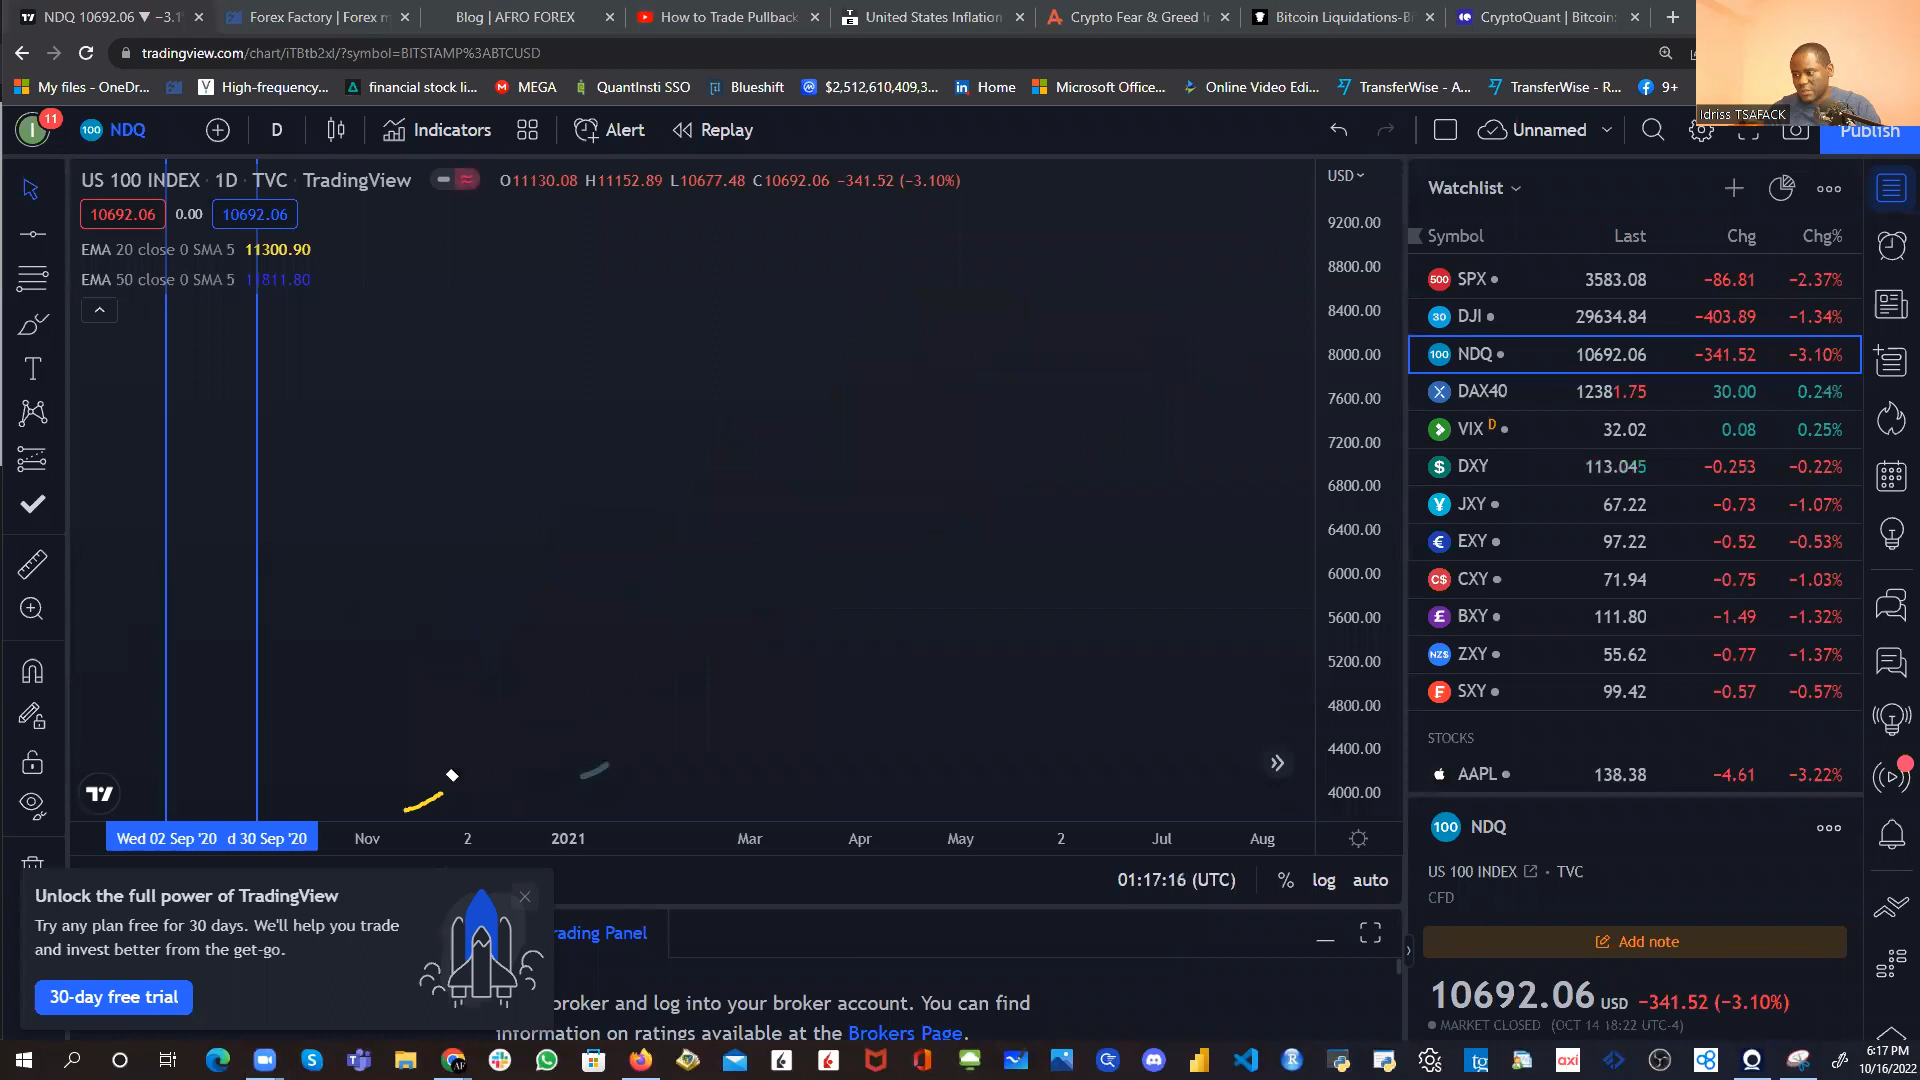 NDQ 10692.06 ▼ −3.1
Forex Factory | Forex m
Blog | AFRO FOREX
How to Trade Pullback
United States Inflation
Crypto Fear & Greed I
Bitcoin Liquidations-B
CryptoQuant | Bitcoin
tradingview.com/chart/iTBtb2xl/?symbol=BITSTAMP%3ABTCUSD
My files - OneDr...
High-frequency...
financial stock li...
MEGA
QuantInsti SSO
Blueshift
$2,512,610,409,3...
Home
Microsoft Office...
Online Video Edi...
TransferWise - A...
TransferWise - R...
9+
Idriss TSAFACK
I 11
100 NDQ
D
Indicators
Alert
Replay
Unnamed
Publish
US 100 INDEX · 1D · TVC · TradingView
O11130.08 H11152.89 L10677.48 C10692.06 −341.52 (−3.10%)
10692.06 0.00 10692.06
EMA 20 close 0 SMA 5 11300.90
EMA 50 close 0 SMA 5 11811.80
USD
9200.00
8800.00
8400.00
8000.00
7600.00
7200.00
6800.00
6400.00
6000.00
5600.00
5200.00
4800.00
4400.00
4000.00
Wed 02 Sep '20 d 30 Sep '20 Nov 2 2021 Mar Apr May 2 Jul Aug
01:17:16 (UTC) % log auto
Watchlist
Symbol Last Chg Chg%
500 SPX 3583.08 −86.81 −2.37%
30 DJI 29634.84 −403.89 −1.34%
100 NDQ 10692.06 −341.52 −3.10%
X DAX40 12381.75 30.00 0.24%
VIX D 32.02 0.08 0.25%
$ DXY 113.045 −0.253 −0.22%
¥ JXY 67.22 −0.73 −1.07%
€ EXY 97.22 −0.52 −0.53%
C$ CXY 71.94 −0.75 −1.03%
£ BXY 111.80 −1.49 −1.32%
NZ$ ZXY 55.62 −0.77 −1.37%
F SXY 99.42 −0.57 −0.57%
STOCKS
AAPL 138.38 −4.61 −3.22%
100 NDQ
US 100 INDEX · TVC
CFD
Add note
10692.06 USD −341.52 (−3.10%)
MARKET CLOSED (OCT 14 18:22 UTC-4)
Unlock the full power of TradingView
Try any plan free for 30 days. We'll help you trade
and invest better from the get-go.
30-day free trial
rading Panel
broker and log into your broker account. You can find
information on ratings available at the Brokers Page.
6:17 PM
10/16/2022